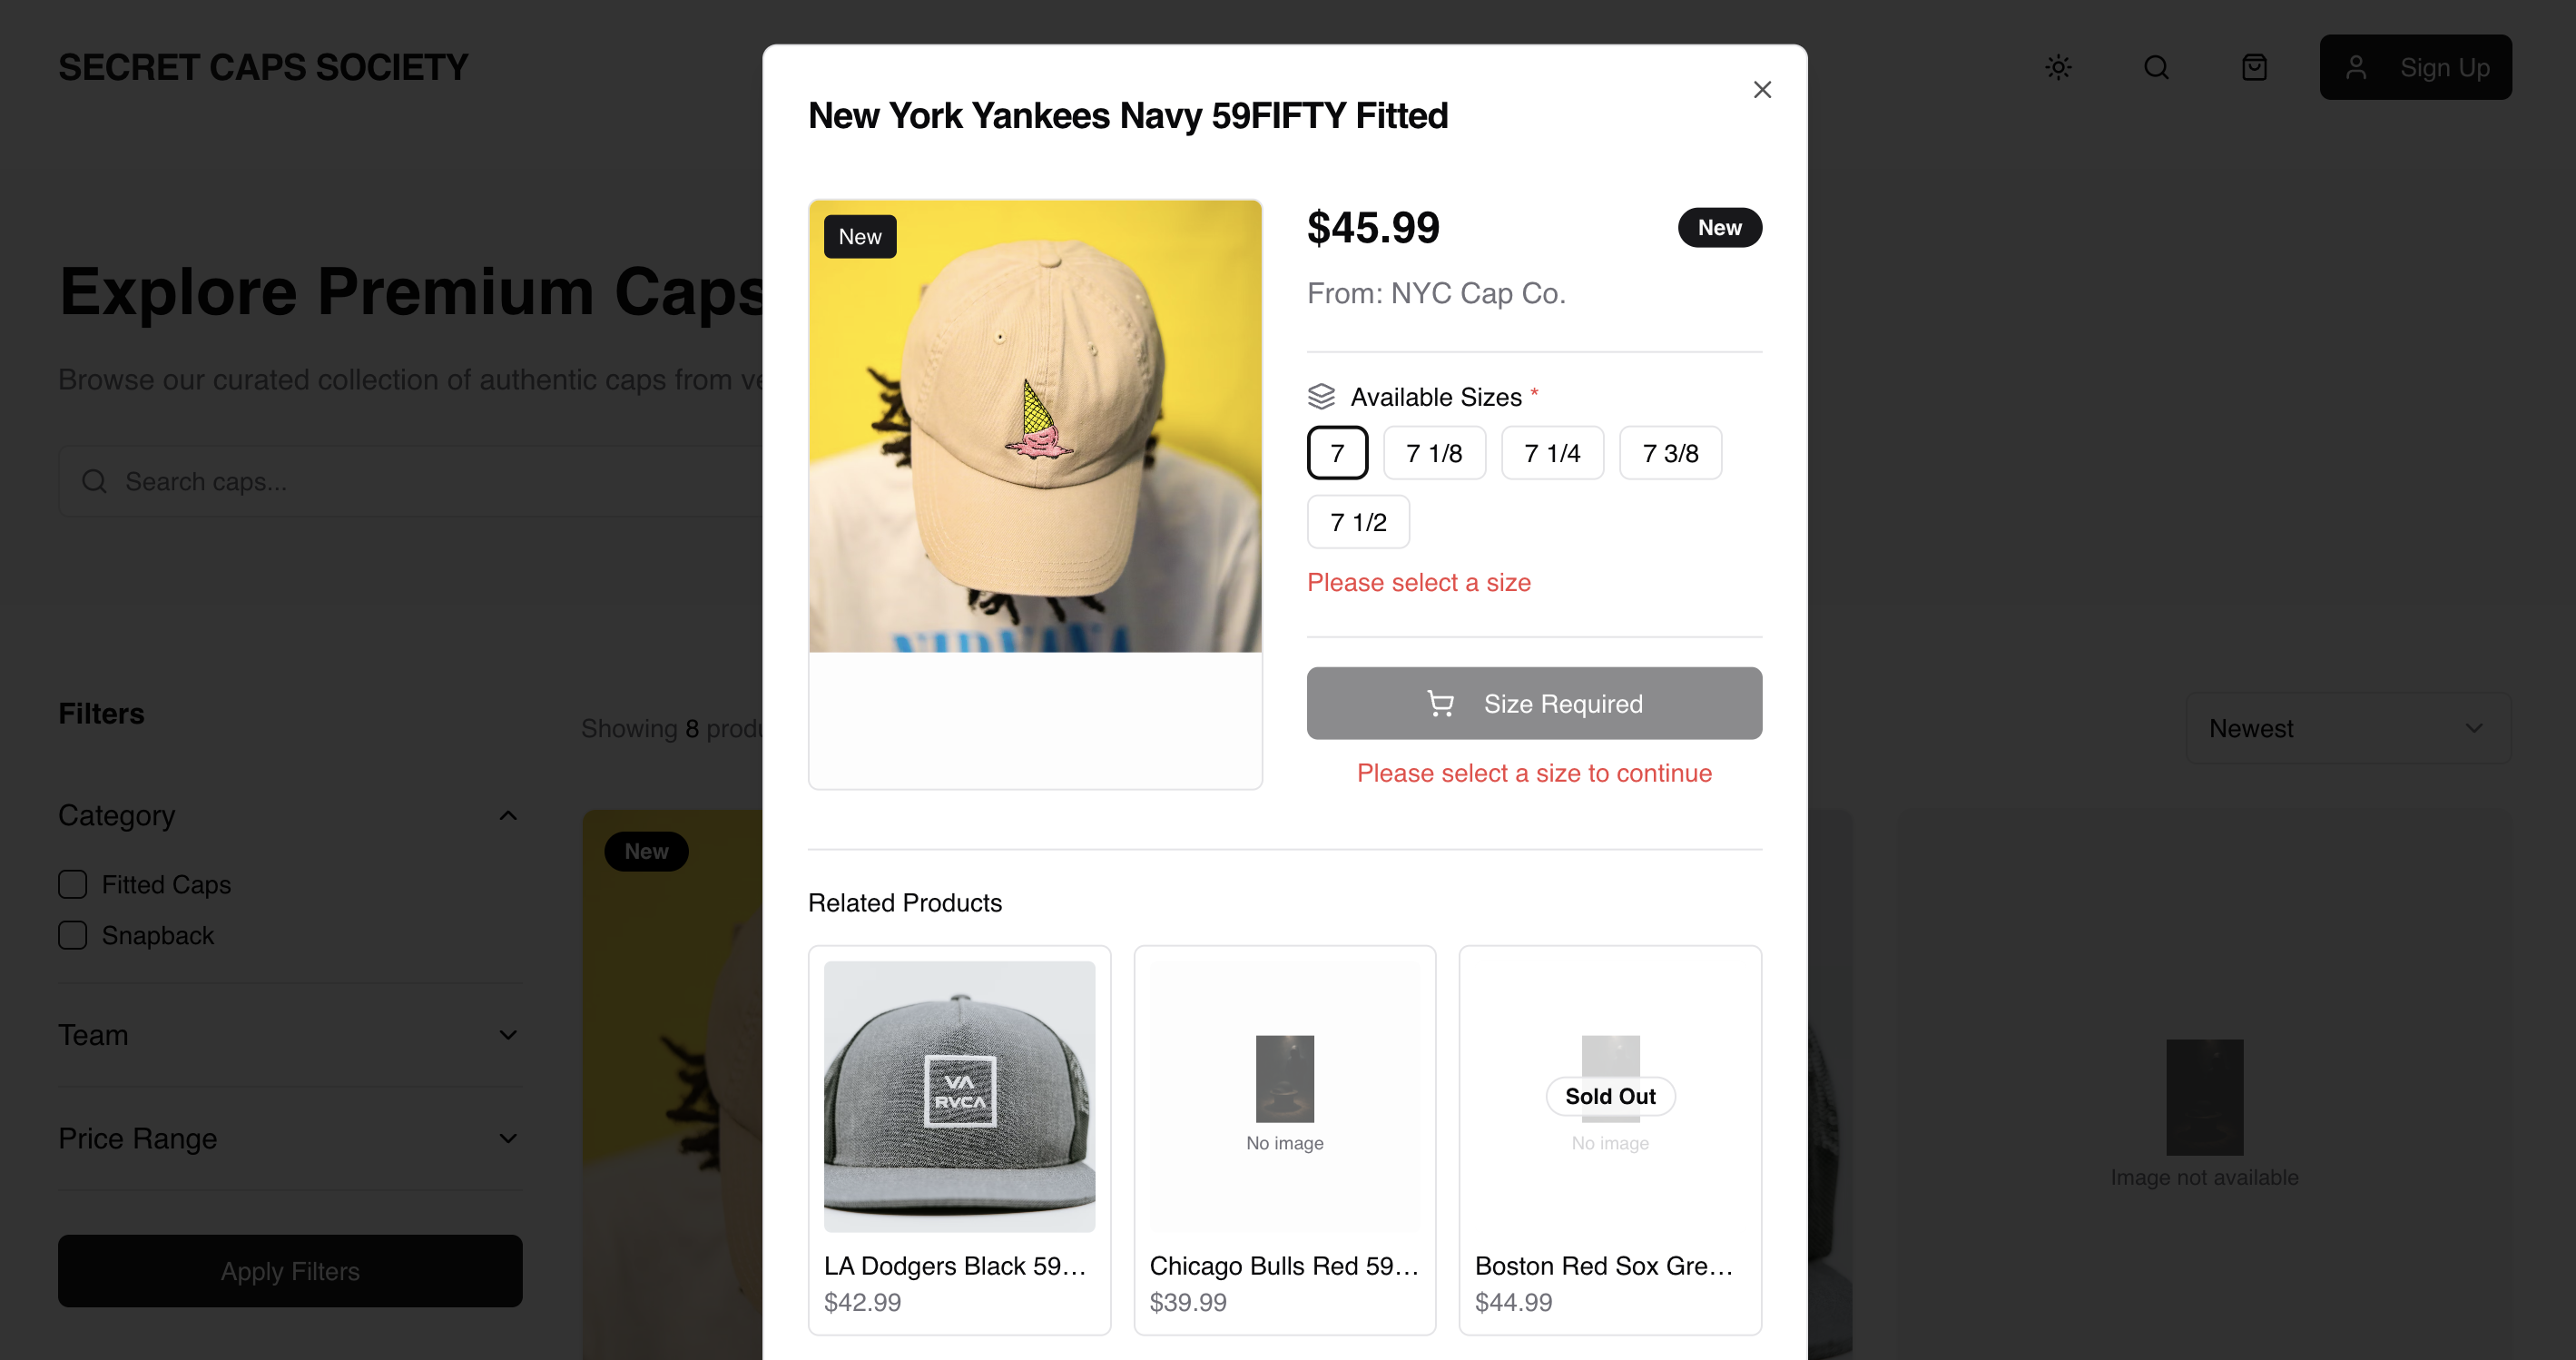 SECRET CAPS SOCIETY
Sign Up
Explore Premium Caps
Browse our curated collection of authentic caps from
Search caps...
New York Yankees Navy 59FIFTY Fitted
New
NIRVANA
$45.99
New
From: NYC Cap Co.
Available Sizes *
7
7 1/8
7 1/4
7 3/8
7 1/2
Please select a size
Size Required
Please select a size to continue
Filters
Showing 8
Newest
Category
Fitted Caps
Snapback
Team
Price Range
Apply Filters
New
Related Products
VA
RVCA
LA Dodgers Black 59...
$42.99
No image
Chicago Bulls Red 59...
$39.99
Sold Out
No image
Boston Red Sox Gre...
$44.99
Image not available